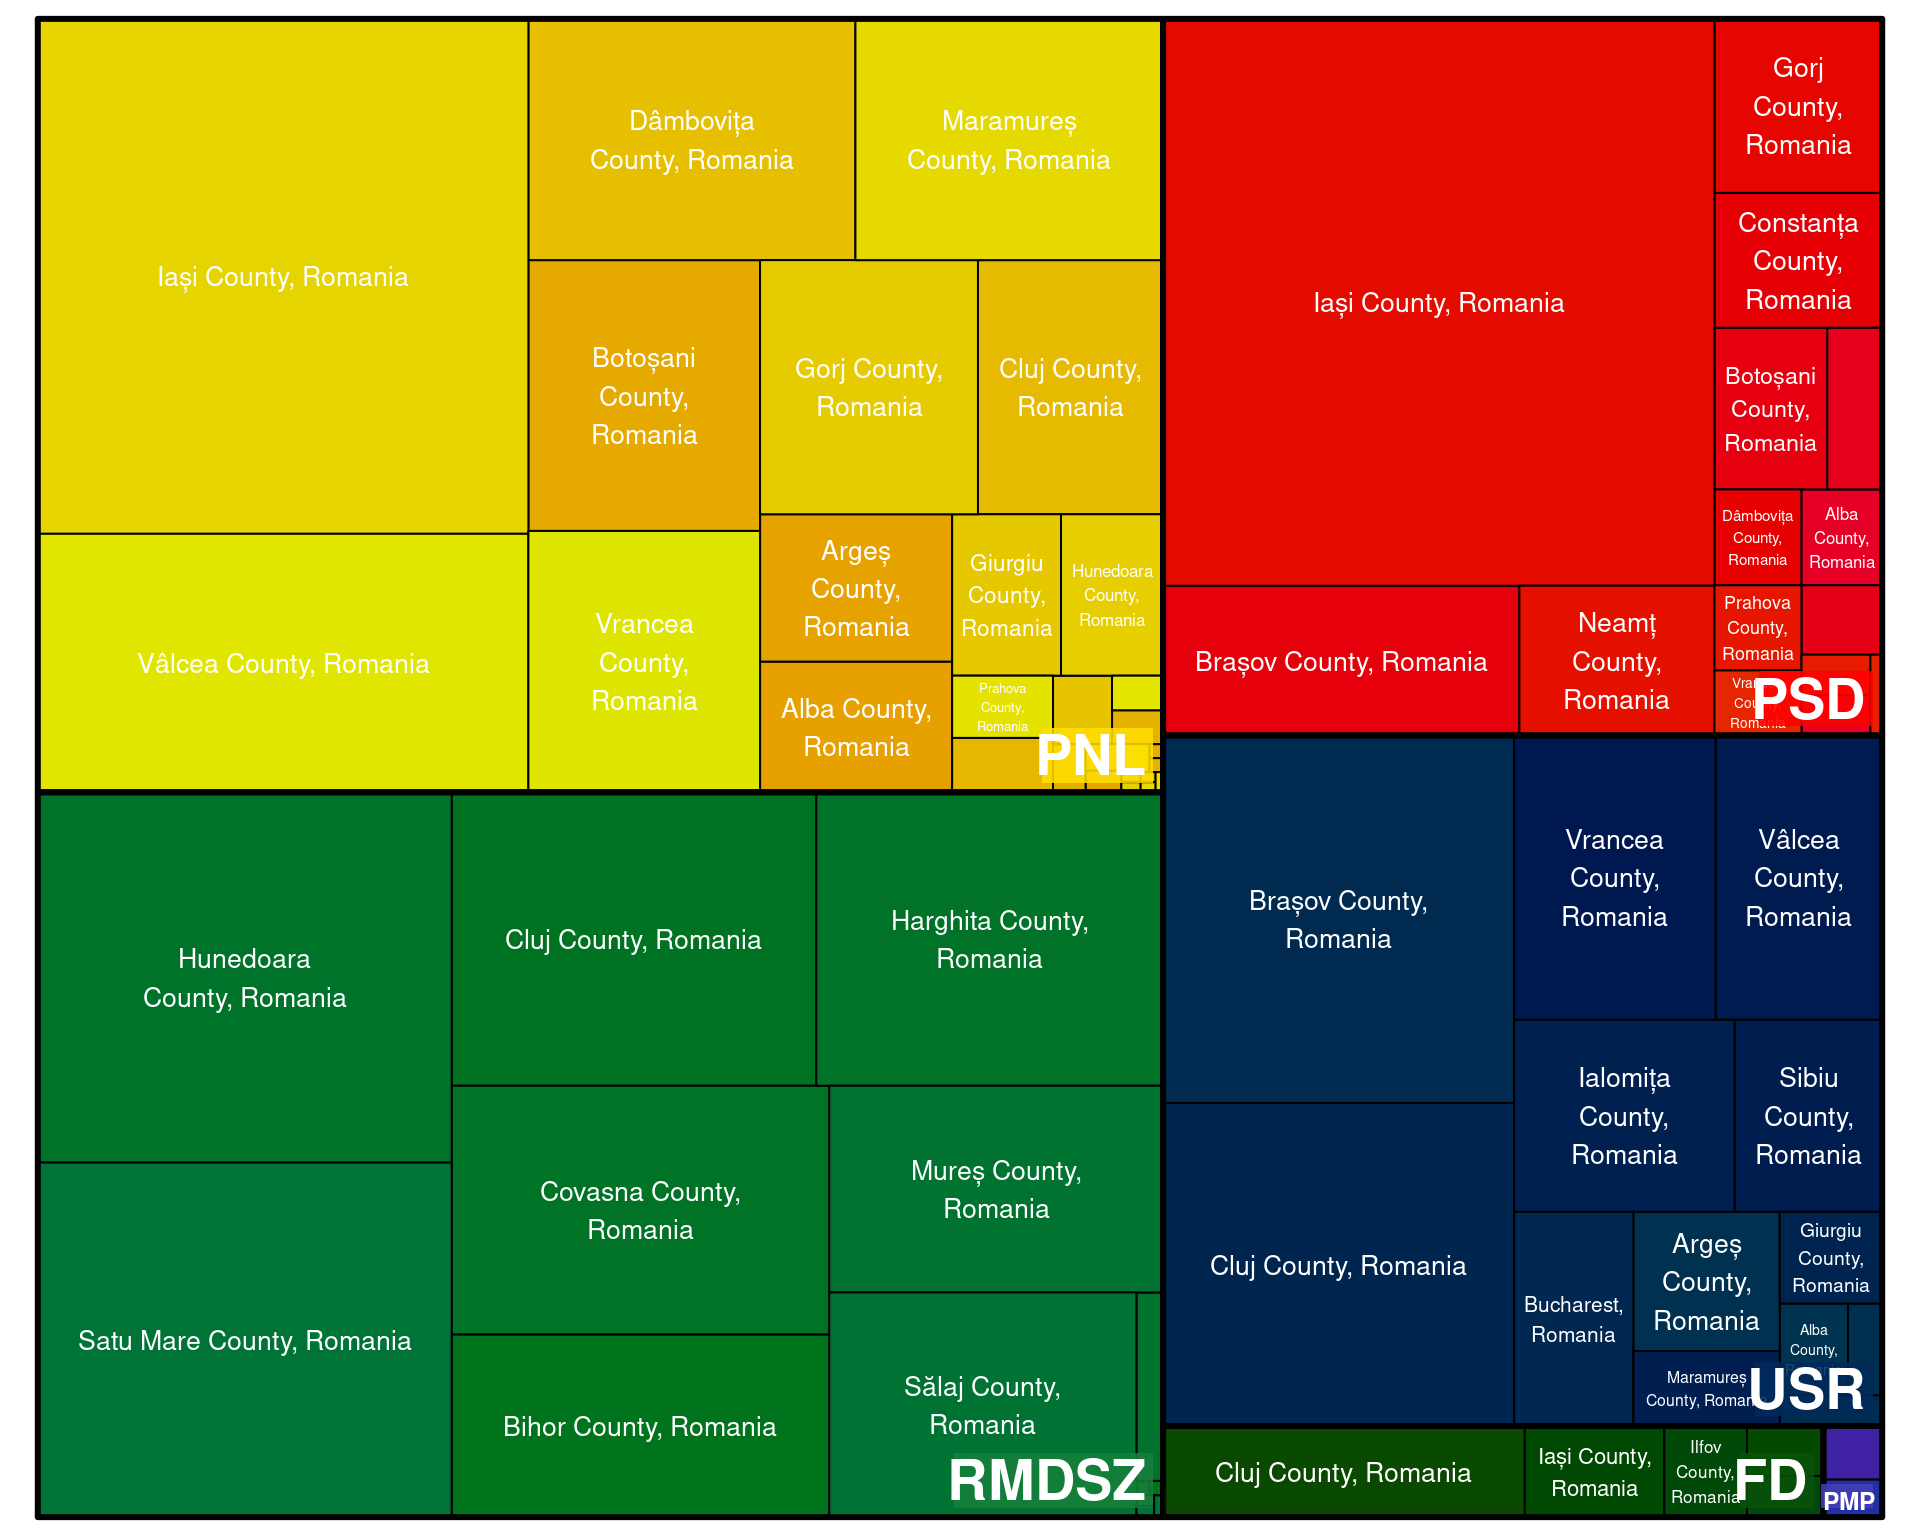 Iași County, Romania
Dâmbovița
County, Romania
Maramureș
County, Romania
Botoșani
County,
Romania
Gorj County,
Romania
Cluj County,
Romania
Vâlcea County, Romania
Vrancea
County,
Romania
Argeș
County,
Romania
Giurgiu
County,
Romania
Hunedoara
County,
Romania
Alba County,
Romania
Prahova
County,
Romania
PNL
Iași County, Romania
Gorj
County,
Romania
Constanța
County,
Romania
Botoșani
County,
Romania
Dâmbovița
County,
Romania
Alba
County,
Romania
Brașov County, Romania
Neamț
County,
Romania
Prahova
County,
Romania
Romania
PSD
Hunedoara
County, Romania
Cluj County, Romania
Harghita County,
Romania
Satu Mare County, Romania
Covasna County,
Romania
Mureș County,
Romania
Bihor County, Romania
Sălaj County,
Romania
RMDSZ
Brașov County,
Romania
Vrancea
County,
Romania
Vâlcea
County,
Romania
Cluj County, Romania
Ialomița
County,
Romania
Sibiu
County,
Romania
Bucharest,
Romania
Argeș
County,
Romania
Giurgiu
County,
Romania
Alba
County,
Maramureș
County, Romania
USR
Cluj County, Romania
Iași County,
Romania
Ilfov
County,
Romania
FD
PMP